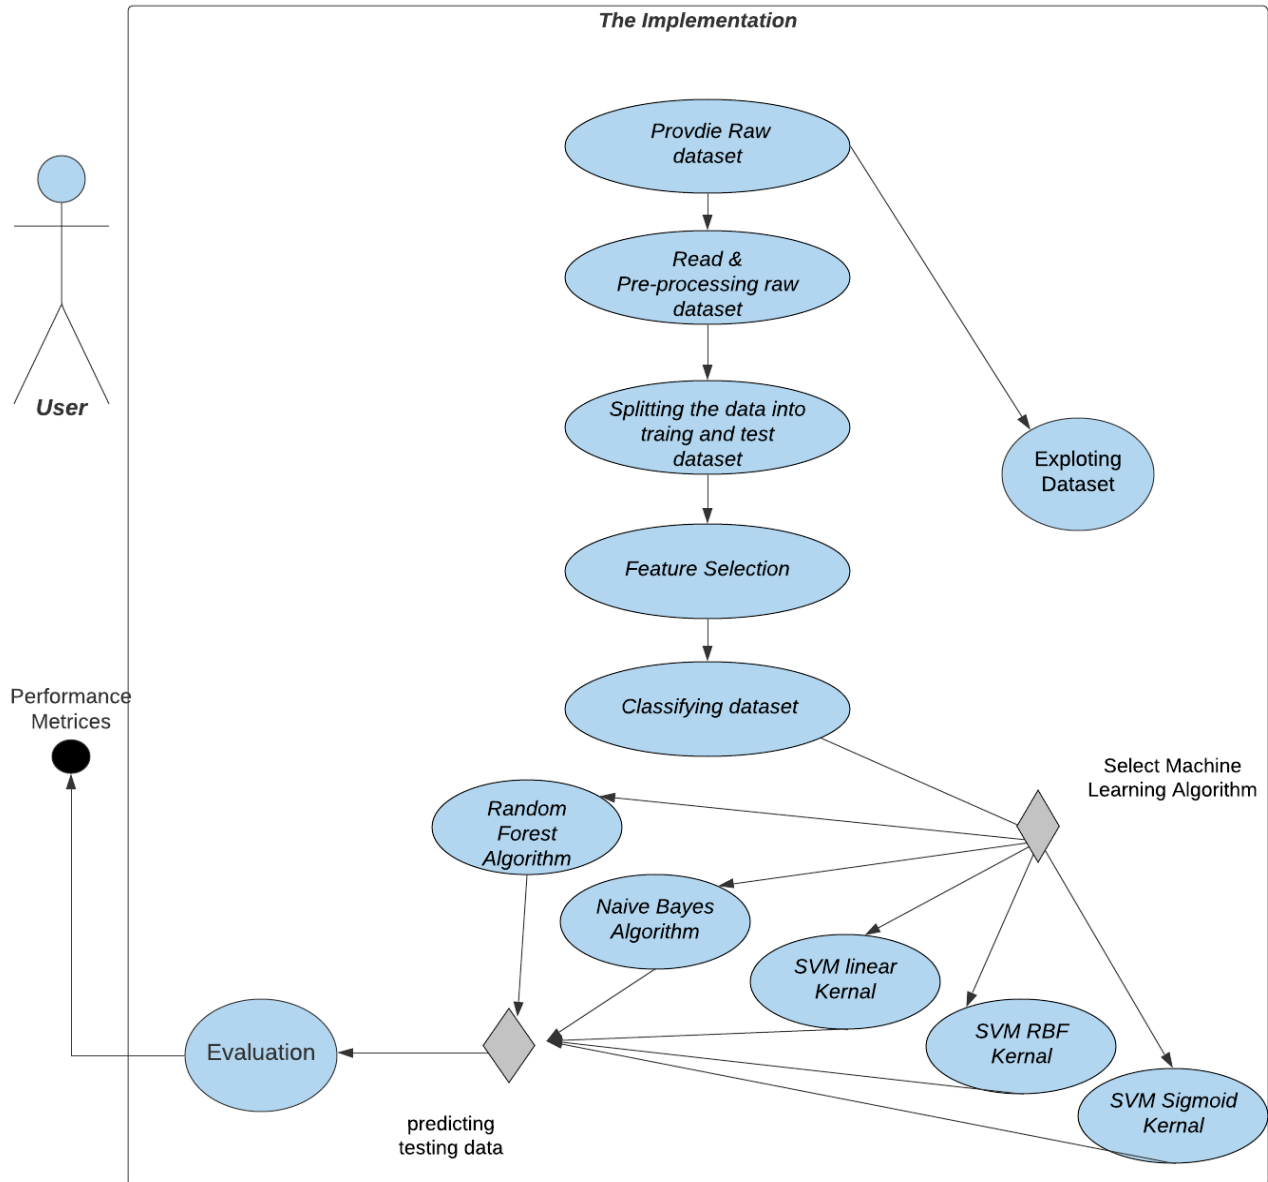 The Implementation
Provdie Raw
dataset
Read &
Pre-processing raw
dataset
User
Splitting the data into
traing and test
dataset
Exploting
Dataset
Feature Selection
Performance
Metrices
Classifying dataset
Select Machine
Learning Algorithm
Random
Forest
Algorithm
Naive Bayes
Algorithm
SVM linear
Kernal
SVM RBF
Kernal
SVM Sigmoid
Kernal
Evaluation
predicting
testing data